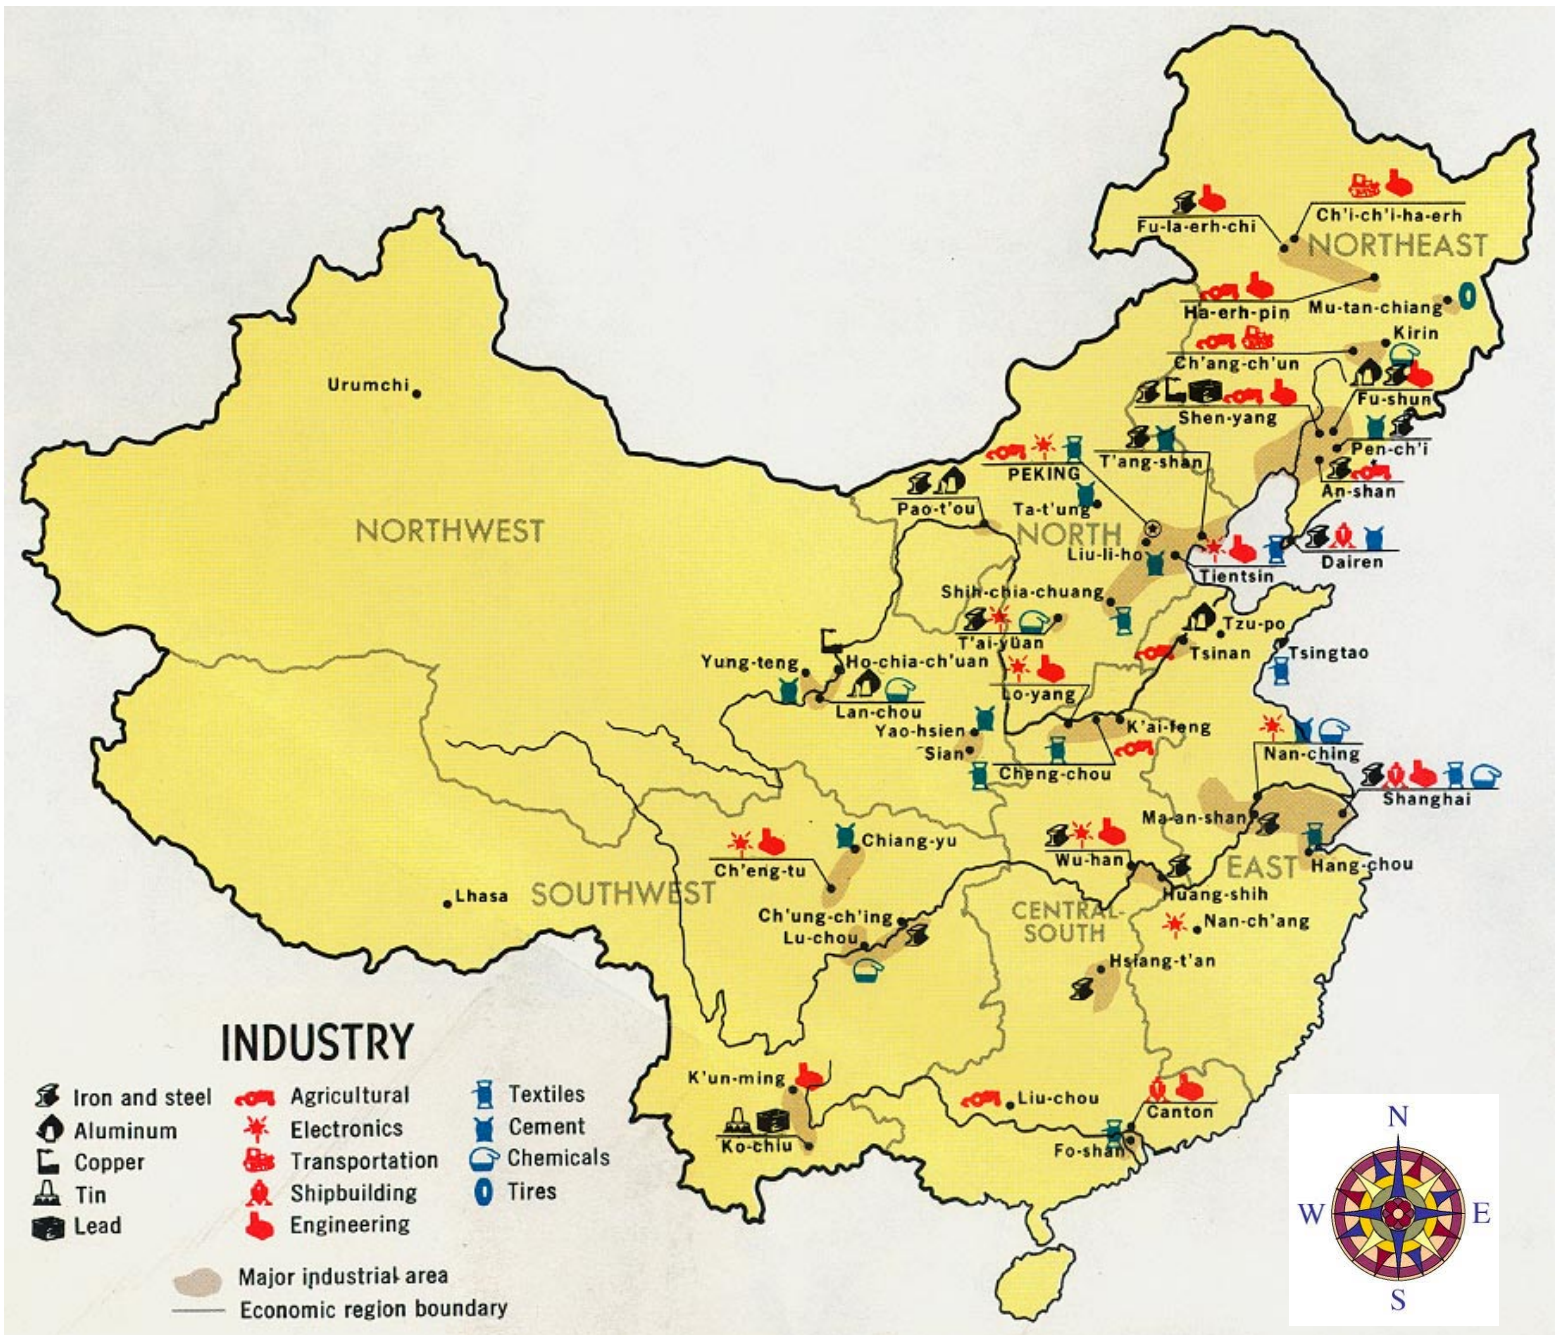 Ch'i-ch'i-ha-erh
Fu-la-erh-chi
NORTHEAST
Ha-erh-pin
Mu-tan-chiang
Kirin
Ch'ang-ch'un
Urumchi
Fu-shun
Shen-yang
Pen-ch'i
T'ang-shan
PEKING
An-shan
Pao-t'ou
Ta-t'ung
NORTHWEST
NORTH
Liu-li-ho
Dairen
Tientsin
Shih-chia-chuang
Tzu-po
T'ai-yüan
Tsinan
Tsingtao
Yung-teng
Ho-chia-ch'uan
Lo-yang
Lan-chou
K'ai-feng
Yao-hsien
Sian
Nan-ching
Cheng-chou
Shanghai
Ma-an-shan
Chiang-yu
Wu-han
EAST
Hang-chou
Ch'eng-tu
SOUTHWEST
Lhasa
Huang-shih
CENTRAL-
SOUTH
Ch'ung-ch'ing
Nan-ch'ang
Lu-chou
Hsiang-t'an
K'un-ming
Liu-chou
Canton
Ko-chiu
Fo-shan
INDUSTRY
Iron and steel
Aluminum
Copper
Tin
Lead
Agricultural
Electronics
Transportation
Shipbuilding
Engineering
Textiles
Cement
Chemicals
Tires
Major industrial area
Economic region boundary
N
W
E
S